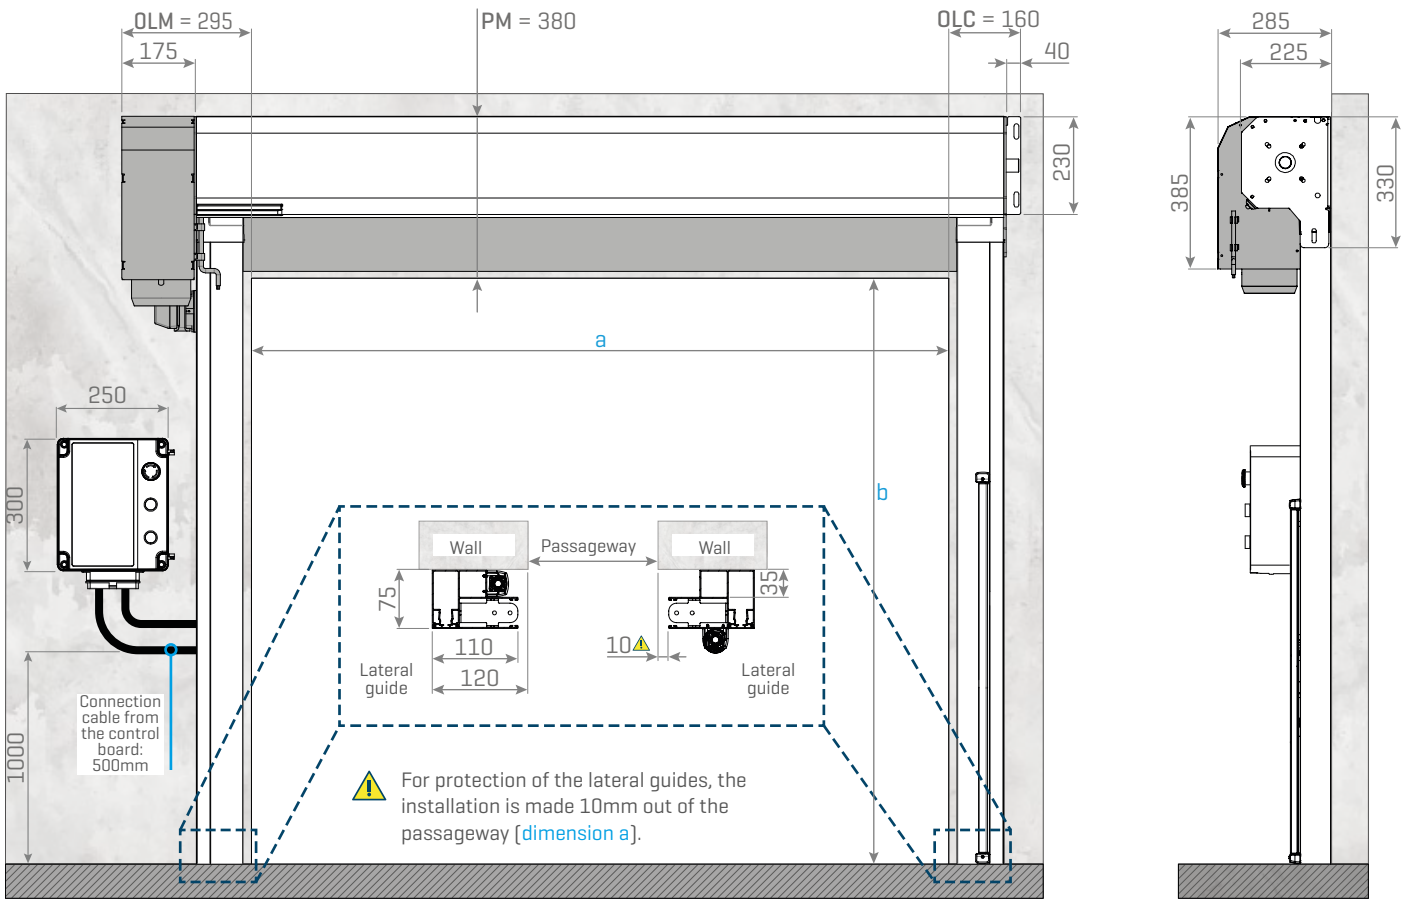 OLM = 295
PM = 380
OLC = 160
285
175
40
225
230
385
330
a
250
300
b
Wall
Passageway
Wall
75
35
110
10
Lateral
guide
120
Lateral
guide
Connection
cable from
the control
board:
500mm
1000
For protection of the lateral guides, the
installation is made 10mm out of the
passageway (dimension a).